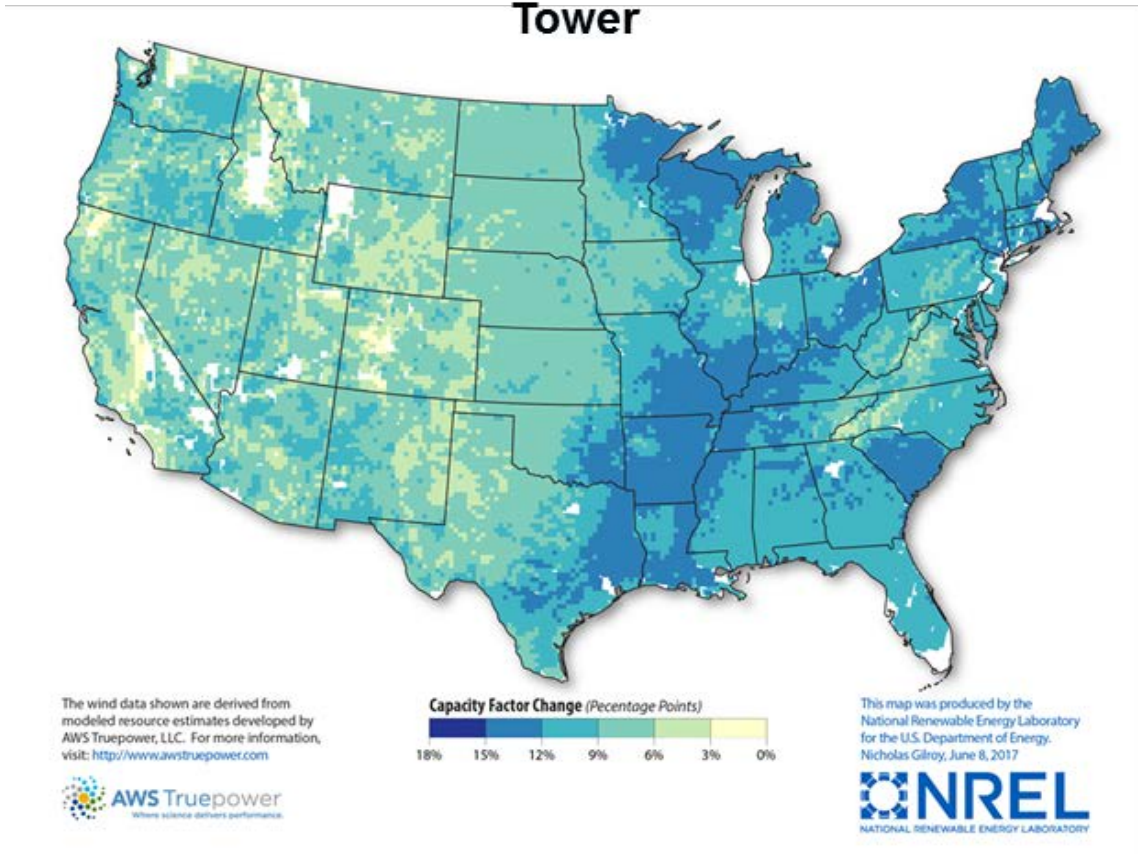 Tower
The wind data shown are derived from
modeled resource estimates developed by
AWS Truepower, LLC. For more information,
visit: http://www.awstruepower.com
AWS Truepower
Where science delivers performance.
Capacity Factor Change (Pecentage Points)
18% 15% 12% 9% 6% 3% 0%
This map was produced by the
National Renewable Energy Laboratory
for the U.S. Department of Energy.
Nicholas Gilroy, June 8, 2017
NREL
NATIONAL RENEWABLE ENERGY LABORATORY